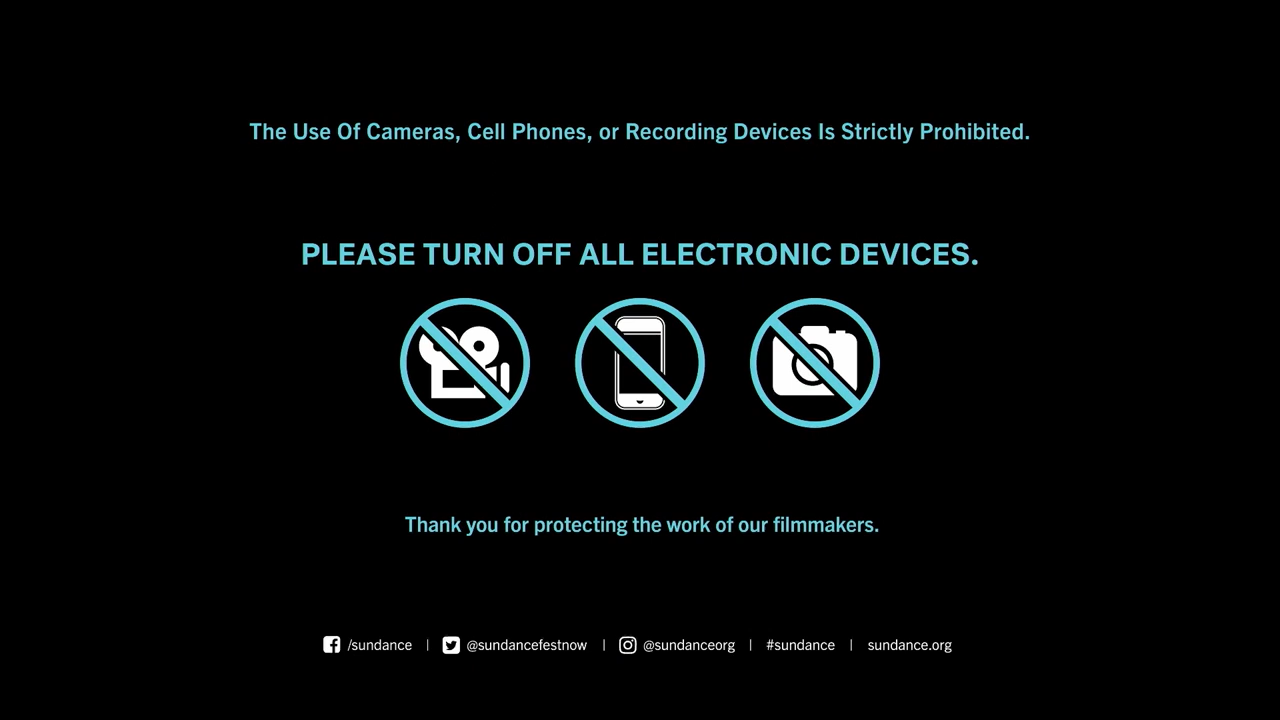 The Use Of Cameras, Cell Phones, or Recording Devices Is Strictly Prohibited.
PLEASE TURN OFF ALL ELECTRONIC DEVICES.
Thank you for protecting the work of our filmmakers.
/sundance | @sundancefestnow | @sundanceorg | #sundance | sundance.org